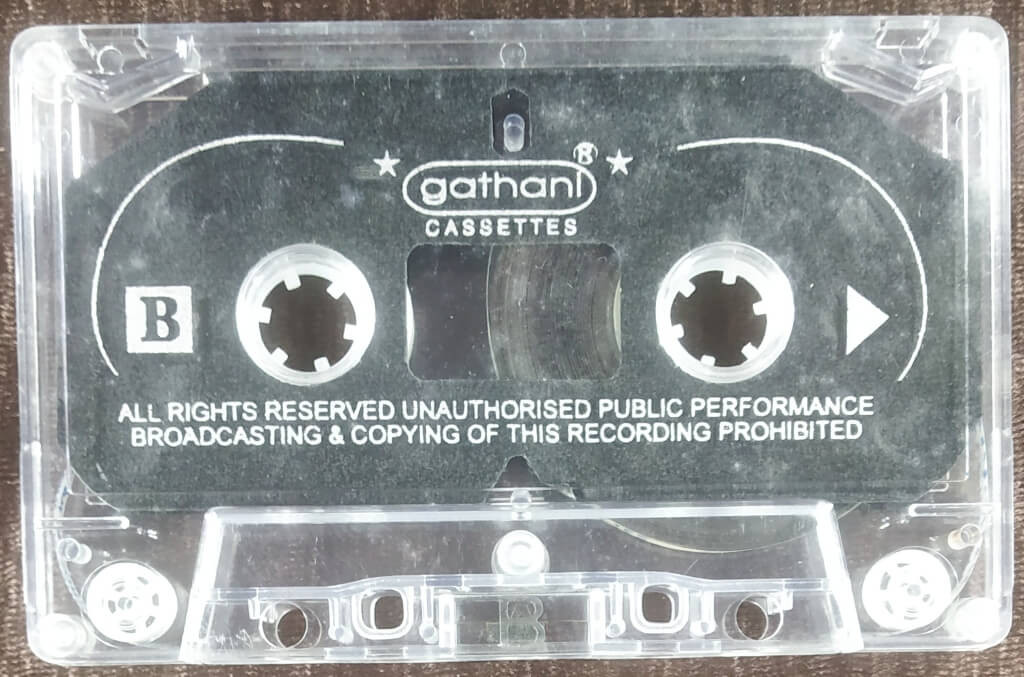 gathani ®
CASSETTES
B
ALL RIGHTS RESERVED UNAUTHORISED PUBLIC PERFORMANCE
BROADCASTING & COPYING OF THIS RECORDING PROHIBITED
B